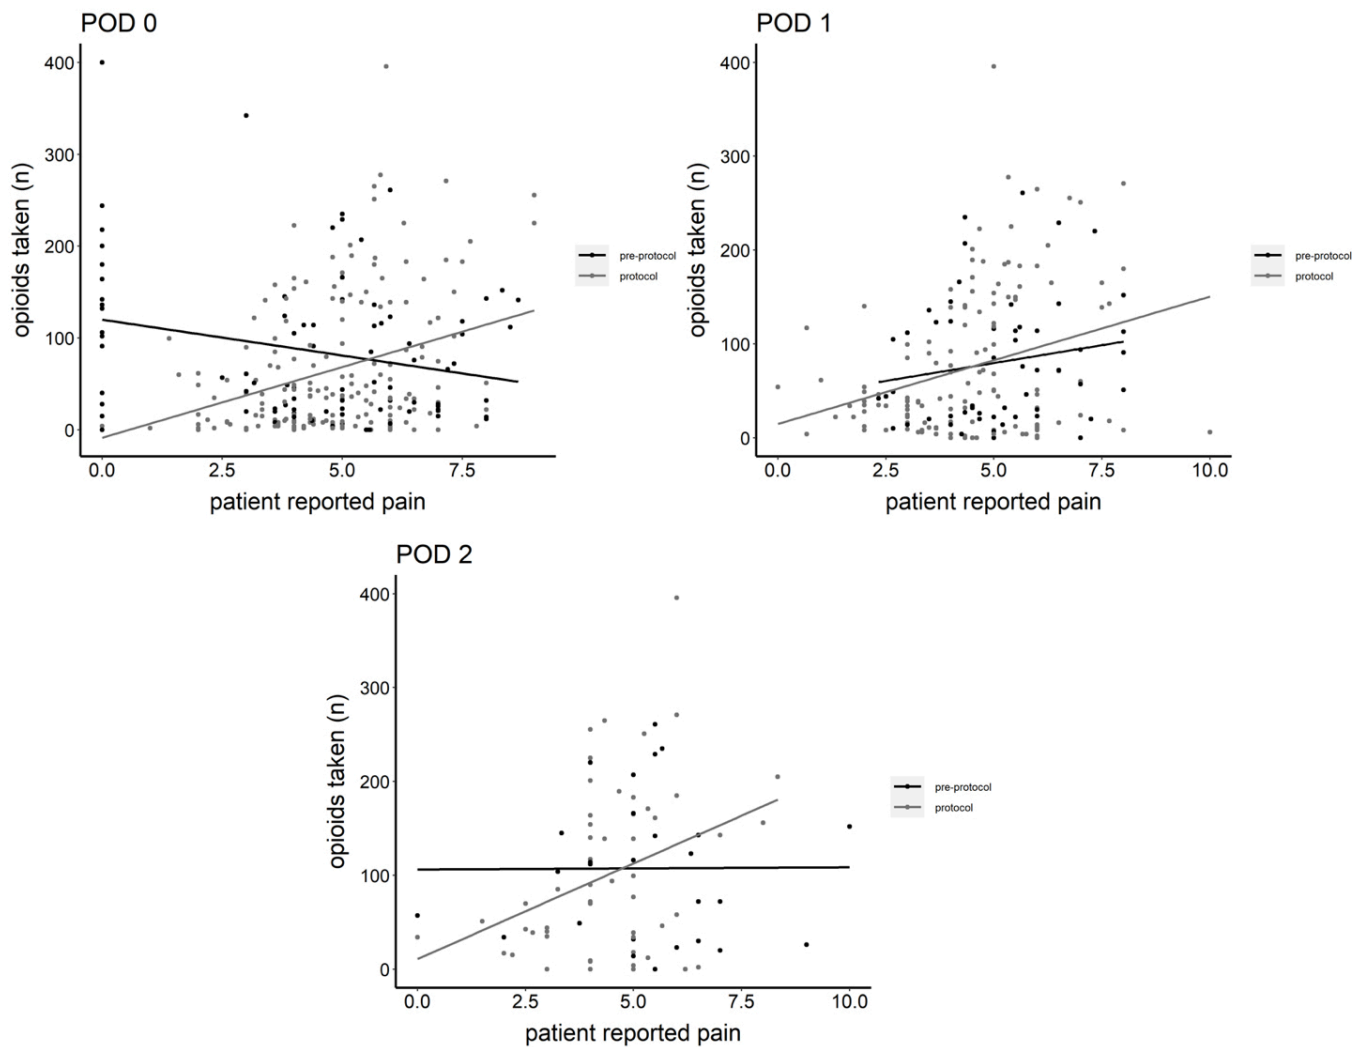 POD 0
opioids taken (n)
400
300
200
100
0
0.0 2.5 5.0 7.5
patient reported pain
pre-protocol
protocol
POD 1
opioids taken (n)
400
300
200
100
0
0.0 2.5 5.0 7.5 10.0
patient reported pain
pre-protocol
protocol
POD 2
opioids taken (n)
400
300
200
100
0
0.0 2.5 5.0 7.5 10.0
patient reported pain
pre-protocol
protocol